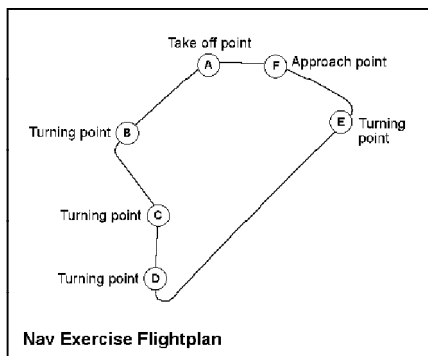 Take off point
A
F
Approach point
Turning point
B
E
Turning
point
Turning point
C
Turning point
D
Nav Exercise Flightplan